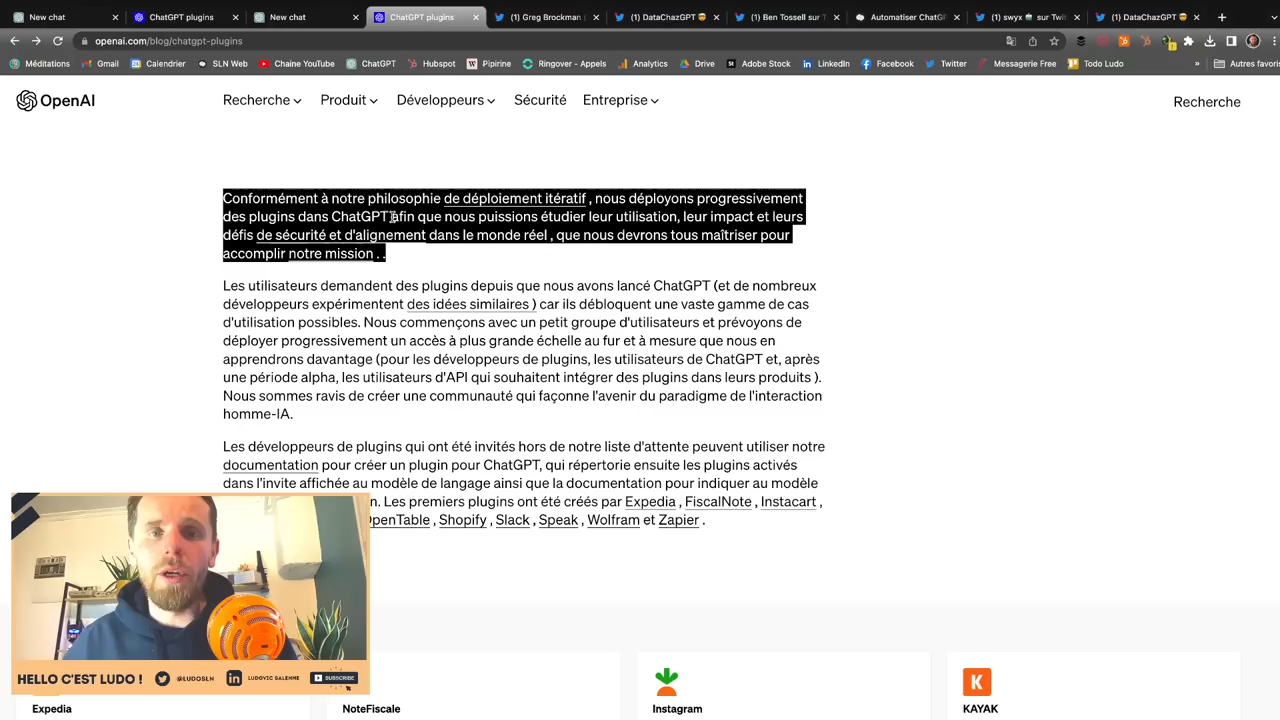 New chat
ChatGPT plugins
New chat
ChatGPT plugins
(1) Greg Brockman
(1) DataChazGPT
(1) Ben Tossell sur T
Automatiser ChatG
(1) swyx sur Twit
(1) DataChazGPT
openai.com/blog/chatgpt-plugins
Méditations
Gmail
Calendrier
SLN Web
Chaine YouTube
ChatGPT
Hubspot
Pipirine
Ringover - Appels
Analytics
Drive
Adobe Stock
LinkedIn
Facebook
Twitter
Messagerie Free
Todo Ludo
»
Autres favoris
OpenAI
Recherche
Produit
Développeurs
Sécurité
Entreprise
Recherche
Conformément à notre philosophie de déploiement itératif , nous déployons progressivement
des plugins dans ChatGPT afin que nous puissions étudier leur utilisation, leur impact et leurs
défis de sécurité et d'alignement dans le monde réel , que nous devrons tous maîtriser pour
accomplir notre mission . .
Les utilisateurs demandent des plugins depuis que nous avons lancé ChatGPT (et de nombreux
développeurs expérimentent des idées similaires ) car ils débloquent une vaste gamme de cas
d'utilisation possibles. Nous commençons avec un petit groupe d'utilisateurs et prévoyons de
déployer progressivement un accès à plus grande échelle au fur et à mesure que nous en
apprendrons davantage (pour les développeurs de plugins, les utilisateurs de ChatGPT et, après
une période alpha, les utilisateurs d'API qui souhaitent intégrer des plugins dans leurs produits ).
Nous sommes ravis de créer une communauté qui façonne l'avenir du paradigme de l'interaction
homme-IA.
Les développeurs de plugins qui ont été invités hors de notre liste d'attente peuvent utiliser notre
documentation pour créer un plugin pour ChatGPT, qui répertorie ensuite les plugins activés
dans l'invite affichée au modèle de langage ainsi que la documentation pour indiquer au modèle
n. Les premiers plugins ont été créés par Expedia , FiscalNote , Instacart ,
OpenTable , Shopify , Slack , Speak , Wolfram et Zapier .
HELLO C'EST LUDO !
@LUDOSLN
LUDOVIC SALENNE
SUBSCRIBE
Expedia
NoteFiscale
Instagram
K
KAYAK